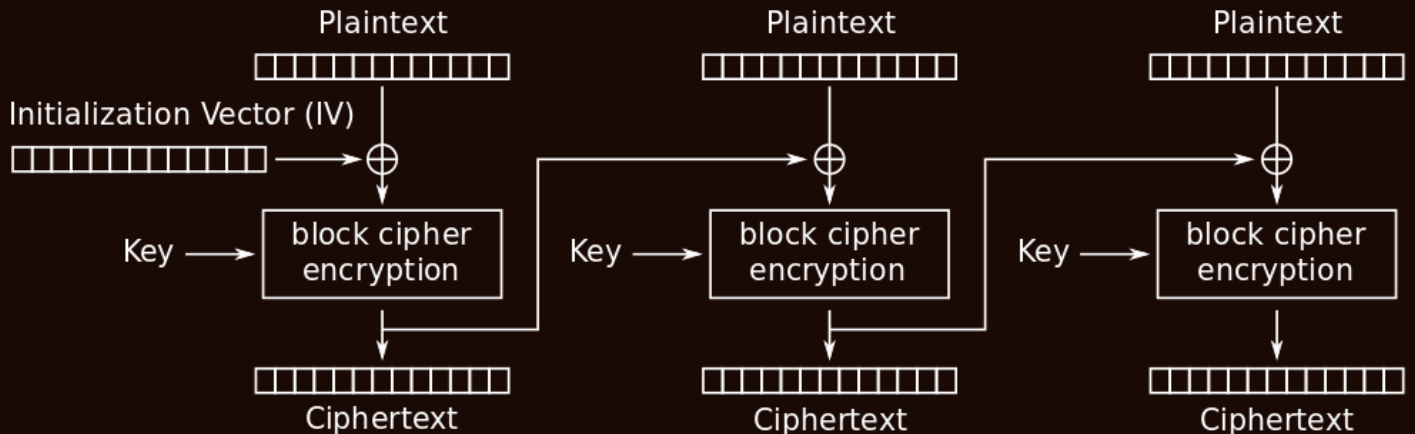 Plaintext
Plaintext
Plaintext
Initialization Vector (IV)
Key
block cipher
encryption
Key
block cipher
encryption
Key
block cipher
encryption
Ciphertext
Ciphertext
Ciphertext